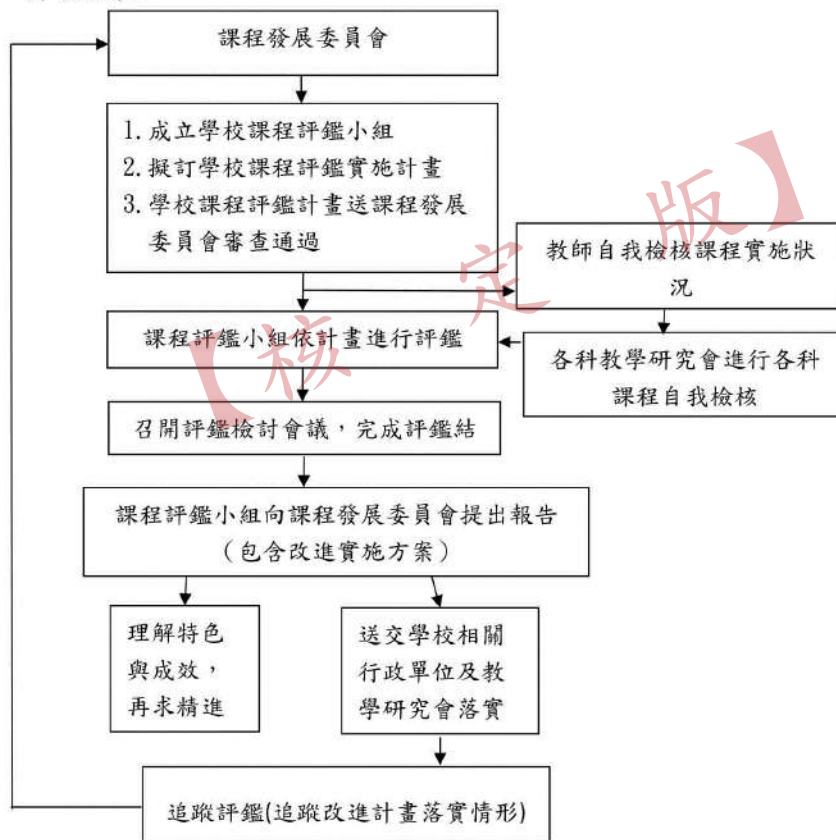 課程發展委員會
1. 成立學校課程評鑑小組
2. 擬訂學校課程評鑑實施計畫
3. 學校課程評鑑計畫送課程發展
委員會審查通過
教師自我檢核課程實施狀
況
課程評鑑小組依計畫進行評鑑
各科教學研究會進行各科
課程自我檢核
召開評鑑檢討會議，完成評鑑結
課程評鑑小組向課程發展委員會提出報告
（包含改進實施方案）
理解特色
與成效，
再求精進
送交學校相關
行政單位及教
學研究會落實
追蹤評鑑(追蹤改進計畫落實情形)
【核定版】